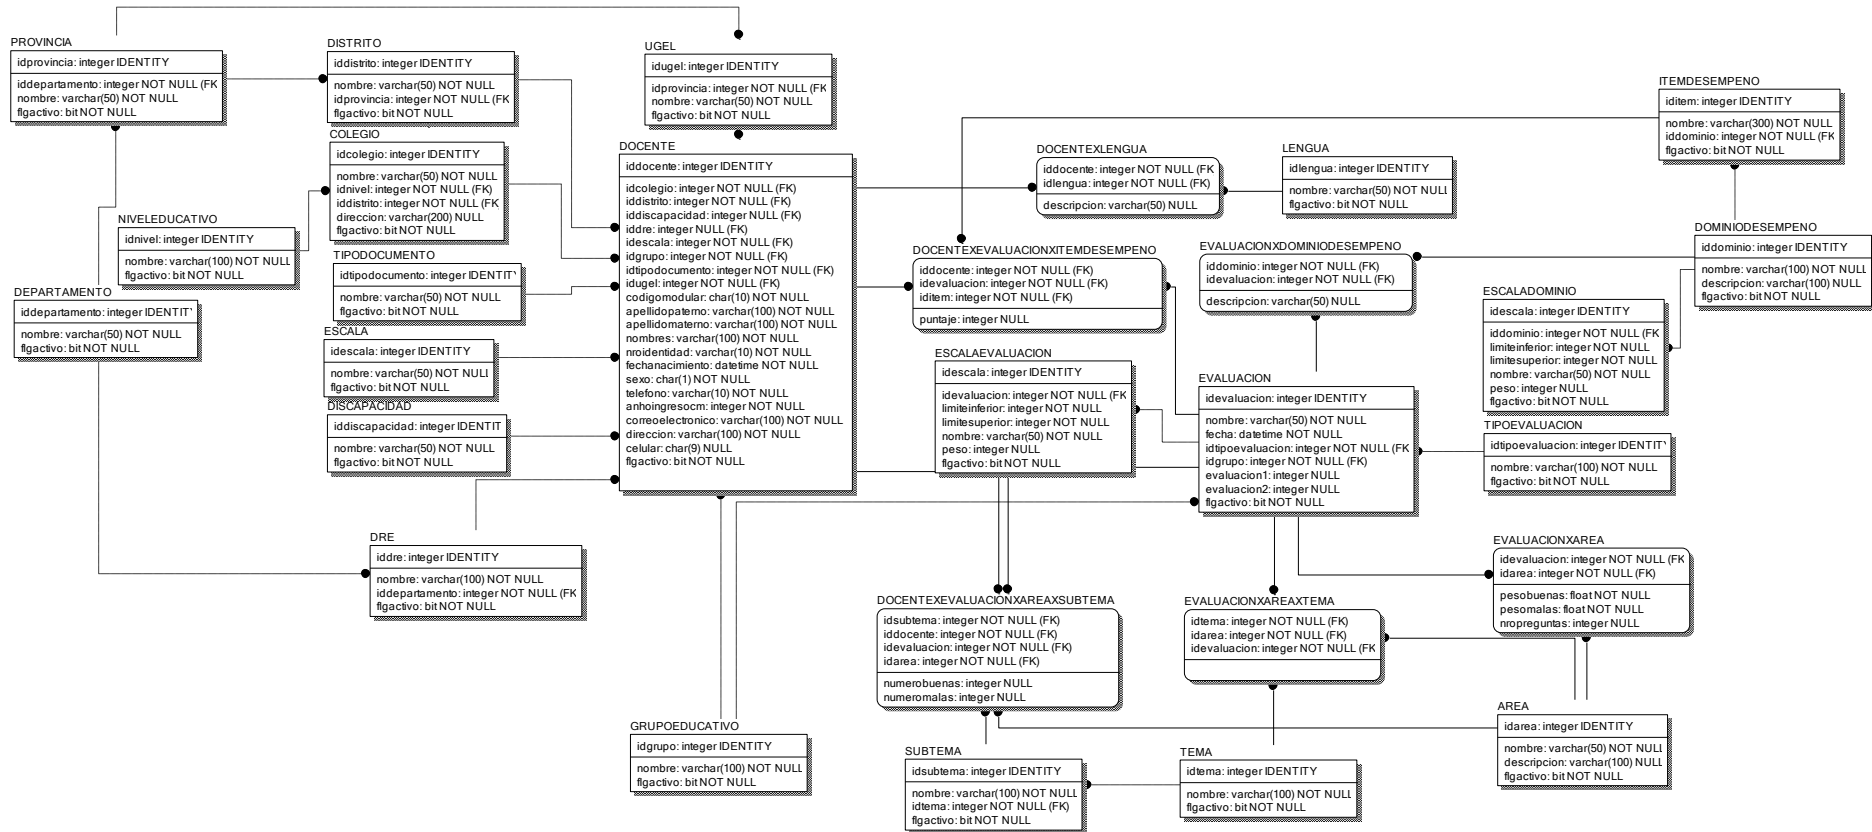 PROVINCIA
idprovincia: integer IDENTITY
iddepartamento: integer NOT NULL (FK
nombre: varchar(50) NOT NULL
flgactivo: bit NOT NULL
DISTRITO
iddistrito: integer IDENTITY
nombre: varchar(50) NOT NULL
idprovincia: integer NOT NULL (FK
flgactivo: bit NOT NULL
UGEL
idugel: integer IDENTITY
idprovincia: integer NOT NULL (FK
nombre: varchar(50) NOT NULL
flgactivo: bit NOT NULL
ITEMDESEMPENO
iditem: integer IDENTITY
nombre: varchar(300) NOT NULL
iddominio: integer NOT NULL (FK
flgactivo: bit NOT NULL
COLEGIO
idcolegio: integer IDENTITY
nombre: varchar(50) NOT NULL
idnivel: integer NOT NULL (FK)
iddistrito: integer NOT NULL (FK)
direccion: varchar(200) NULL
flgactivo: bit NOT NULL
DOCENTE
iddocente: integer IDENTITY
idcolegio: integer NOT NULL (FK)
iddistrito: integer NOT NULL (FK)
iddiscapacidad: integer NULL (FK)
iddre: integer NULL (FK)
idescala: integer NOT NULL (FK)
idgrupo: integer NOT NULL (FK)
idtipodocumento: integer NOT NULL (FK)
idugel: integer NOT NULL (FK)
codigomodular: char(10) NOT NULL
apellidopaterno: varchar(100) NOT NULL
apellidomaterno: varchar(100) NOT NULL
nombres: varchar(100) NOT NULL
nroidentidad: varchar(10) NOT NULL
fechanacimiento: datetime NOT NULL
sexo: char(1) NOT NULL
telefono: varchar(10) NOT NULL
anhoingresocm: integer NOT NULL
correoelectronico: varchar(100) NOT NULL
direccion: varchar(100) NOT NULL
celular: char(9) NULL
flgactivo: bit NOT NULL
DOCENTEXLENGUA
iddocente: integer NOT NULL (FK
idlengua: integer NOT NULL (FK)
descripcion: varchar(50) NULL
LENGUA
idlengua: integer IDENTITY
nombre: varchar(50) NOT NULL
flgactivo: bit NOT NULL
NIVELEDUCATIVO
idnivel: integer IDENTITY
nombre: varchar(100) NOT NULL
flgactivo: bit NOT NULL
TIPODOCUMENTO
idtipodocumento: integer IDENTITY
nombre: varchar(50) NOT NULL
flgactivo: bit NOT NULL
DOCENTEXEVALUACIONXITEMDESEMPENO
iddocente: integer NOT NULL (FK)
idevaluacion: integer NOT NULL (FK)
iditem: integer NOT NULL (FK)
puntaje: integer NULL
EVALUACIONXDOMINIODESEMPENO
iddominio: integer NOT NULL (FK)
idevaluacion: integer NOT NULL (FK)
descripcion: varchar(50) NULL
DOMINIODESEMPENO
iddominio: integer IDENTITY
nombre: varchar(100) NOT NULL
descripcion: varchar(100) NULL
flgactivo: bit NOT NULL
DEPARTAMENTO
iddepartamento: integer IDENTITY
nombre: varchar(50) NOT NULL
flgactivo: bit NOT NULL
ESCALADOMINIO
idescala: integer IDENTITY
iddominio: integer NOT NULL (FK
limiteinferior: integer NOT NULL
limitesuperior: integer NOT NULL
nombre: varchar(50) NOT NULL
peso: integer NULL
flgactivo: bit NOT NULL
ESCALA
idescala: integer IDENTITY
nombre: varchar(50) NOT NULL
flgactivo: bit NOT NULL
ESCALAEVALUACION
idescala: integer IDENTITY
idevaluacion: integer NOT NULL (FK
limiteinferior: integer NOT NULL
limitesuperior: integer NOT NULL
nombre: varchar(50) NOT NULL
peso: integer NULL
flgactivo: bit NOT NULL
EVALUACION
idevaluacion: integer IDENTITY
nombre: varchar(50) NOT NULL
fecha: datetime NOT NULL
idtipoevaluacion: integer NOT NULL (FK
idgrupo: integer NOT NULL (FK)
evaluacion1: integer NULL
evaluacion2: integer NULL
flgactivo: bit NOT NULL
DISCAPACIDAD
iddiscapacidad: integer IDENTIT
nombre: varchar(50) NOT NULL
flgactivo: bit NOT NULL
TIPOEVALUACION
idtipoevaluacion: integer IDENTITY
nombre: varchar(100) NOT NULL
flgactivo: bit NOT NULL
DRE
iddre: integer IDENTITY
nombre: varchar(100) NOT NULL
iddepartamento: integer NOT NULL (FK
flgactivo: bit NOT NULL
EVALUACIONXAREA
idevaluacion: integer NOT NULL (FK
idarea: integer NOT NULL (FK)
pesobuenas: float NOT NULL
pesomalas: float NOT NULL
nropreguntas: integer NULL
DOCENTEXEVALUACIONXAREAXSUBTEMA
idsubtema: integer NOT NULL (FK)
iddocente: integer NOT NULL (FK)
idevaluacion: integer NOT NULL (FK)
idarea: integer NOT NULL (FK)
numerobuenas: integer NULL
numeromalas: integer NULL
EVALUACIONXAREAXTEMA
idtema: integer NOT NULL (FK)
idarea: integer NOT NULL (FK)
idevaluacion: integer NOT NULL (FK
GRUPOEDUCATIVO
idgrupo: integer IDENTITY
nombre: varchar(100) NOT NULL
flgactivo: bit NOT NULL
AREA
idarea: integer IDENTITY
nombre: varchar(50) NOT NULL
descripcion: varchar(100) NULL
flgactivo: bit NOT NULL
SUBTEMA
idsubtema: integer IDENTITY
nombre: varchar(100) NOT NULL
idtema: integer NOT NULL (FK)
flgactivo: bit NOT NULL
TEMA
idtema: integer IDENTITY
nombre: varchar(100) NOT NULL
flgactivo: bit NOT NULL